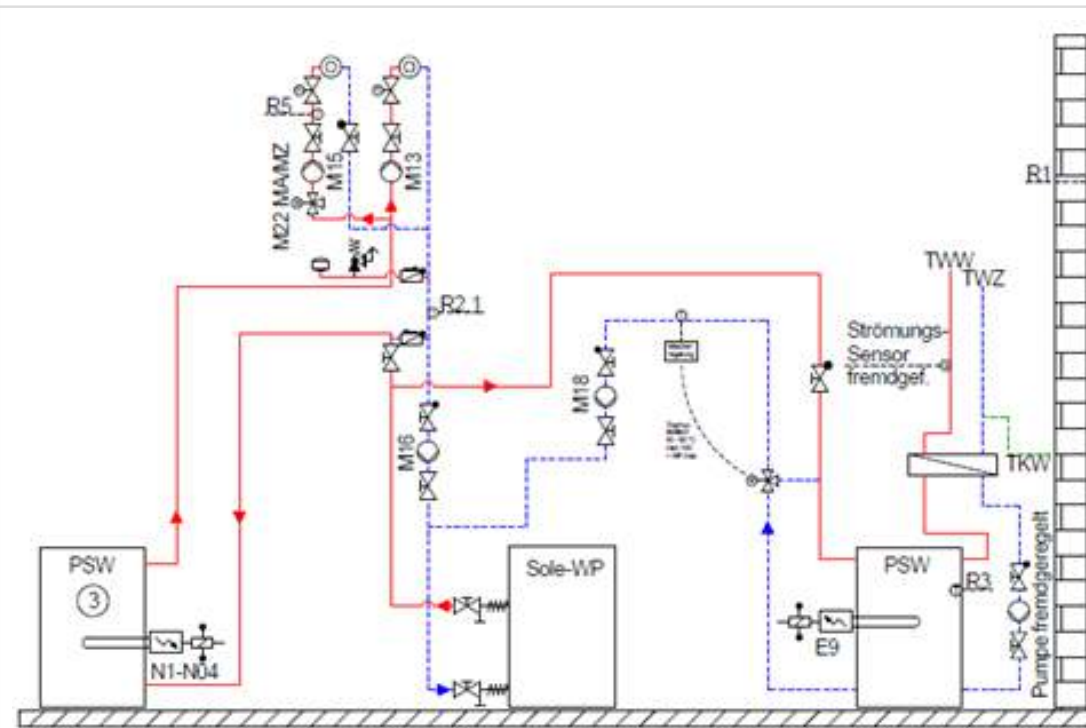 R5
M22 MA/MZ
M15
M13
R1
TWW
TWZ
R2.1
Strömungs-
Sensor
fremdgef.
M18
M16
TKW
PSW
3
N1-N04
Sole-WP
PSW
R3
E9
Pumpe fremdgeregelt